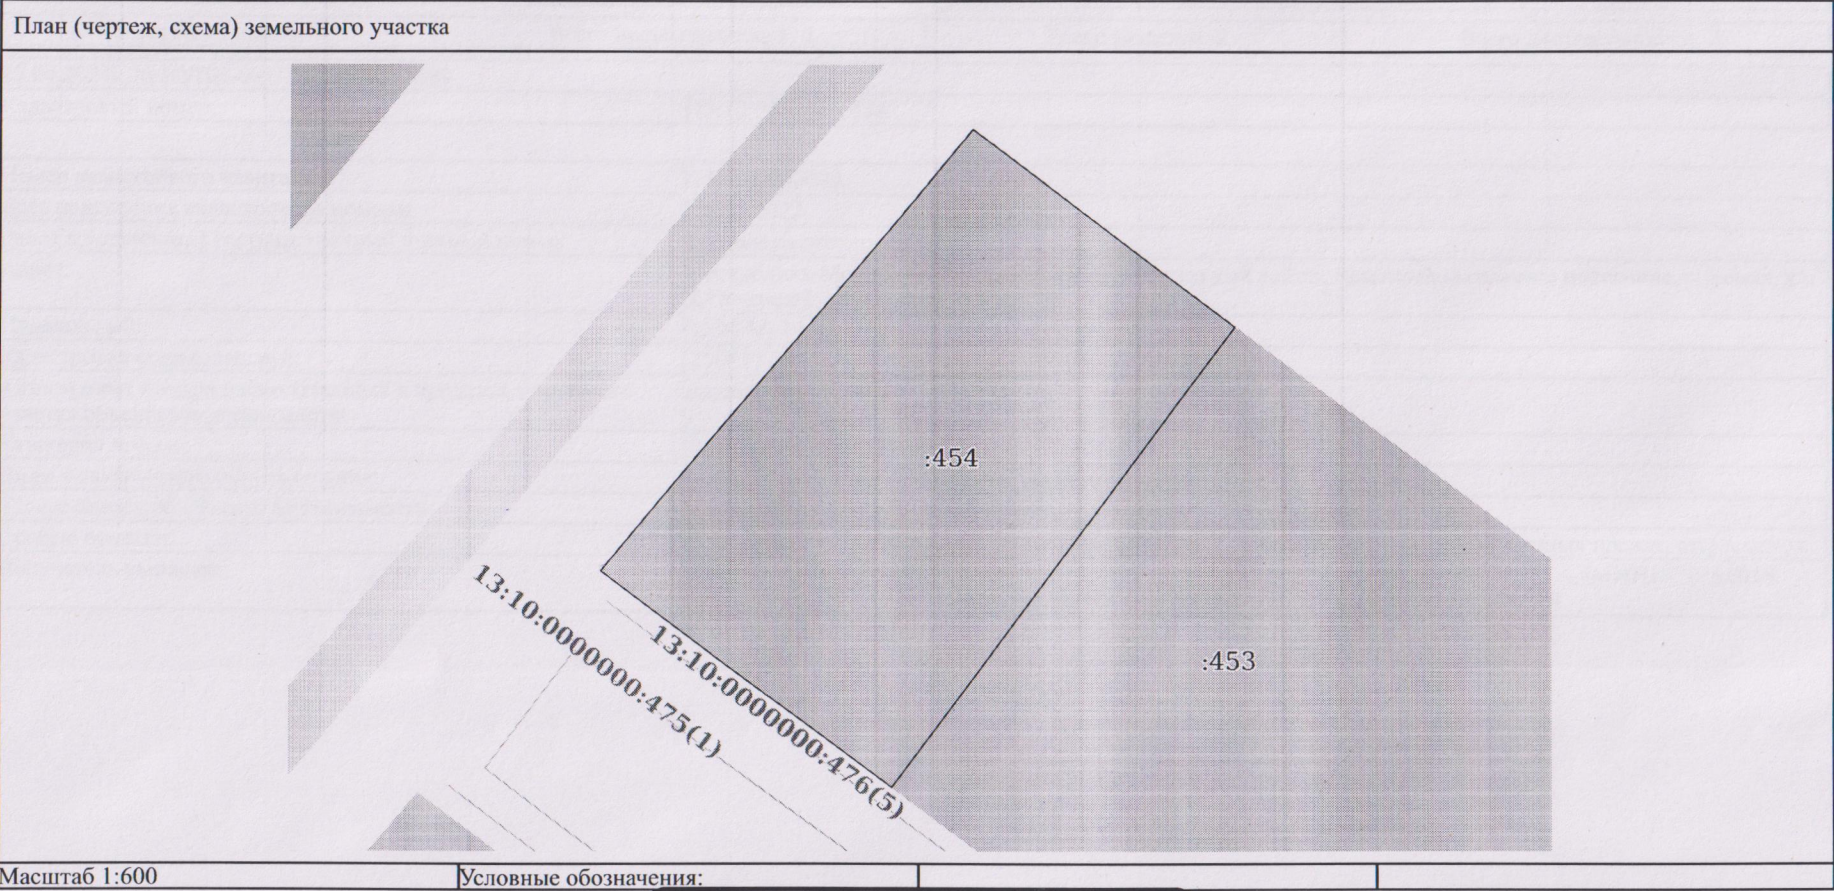 План (чертеж, схема) земельного участка
:454
13:10:0000000:475(1)
13:10:0000000:476(5)
:453
Масштаб 1:600
Условные обозначения: